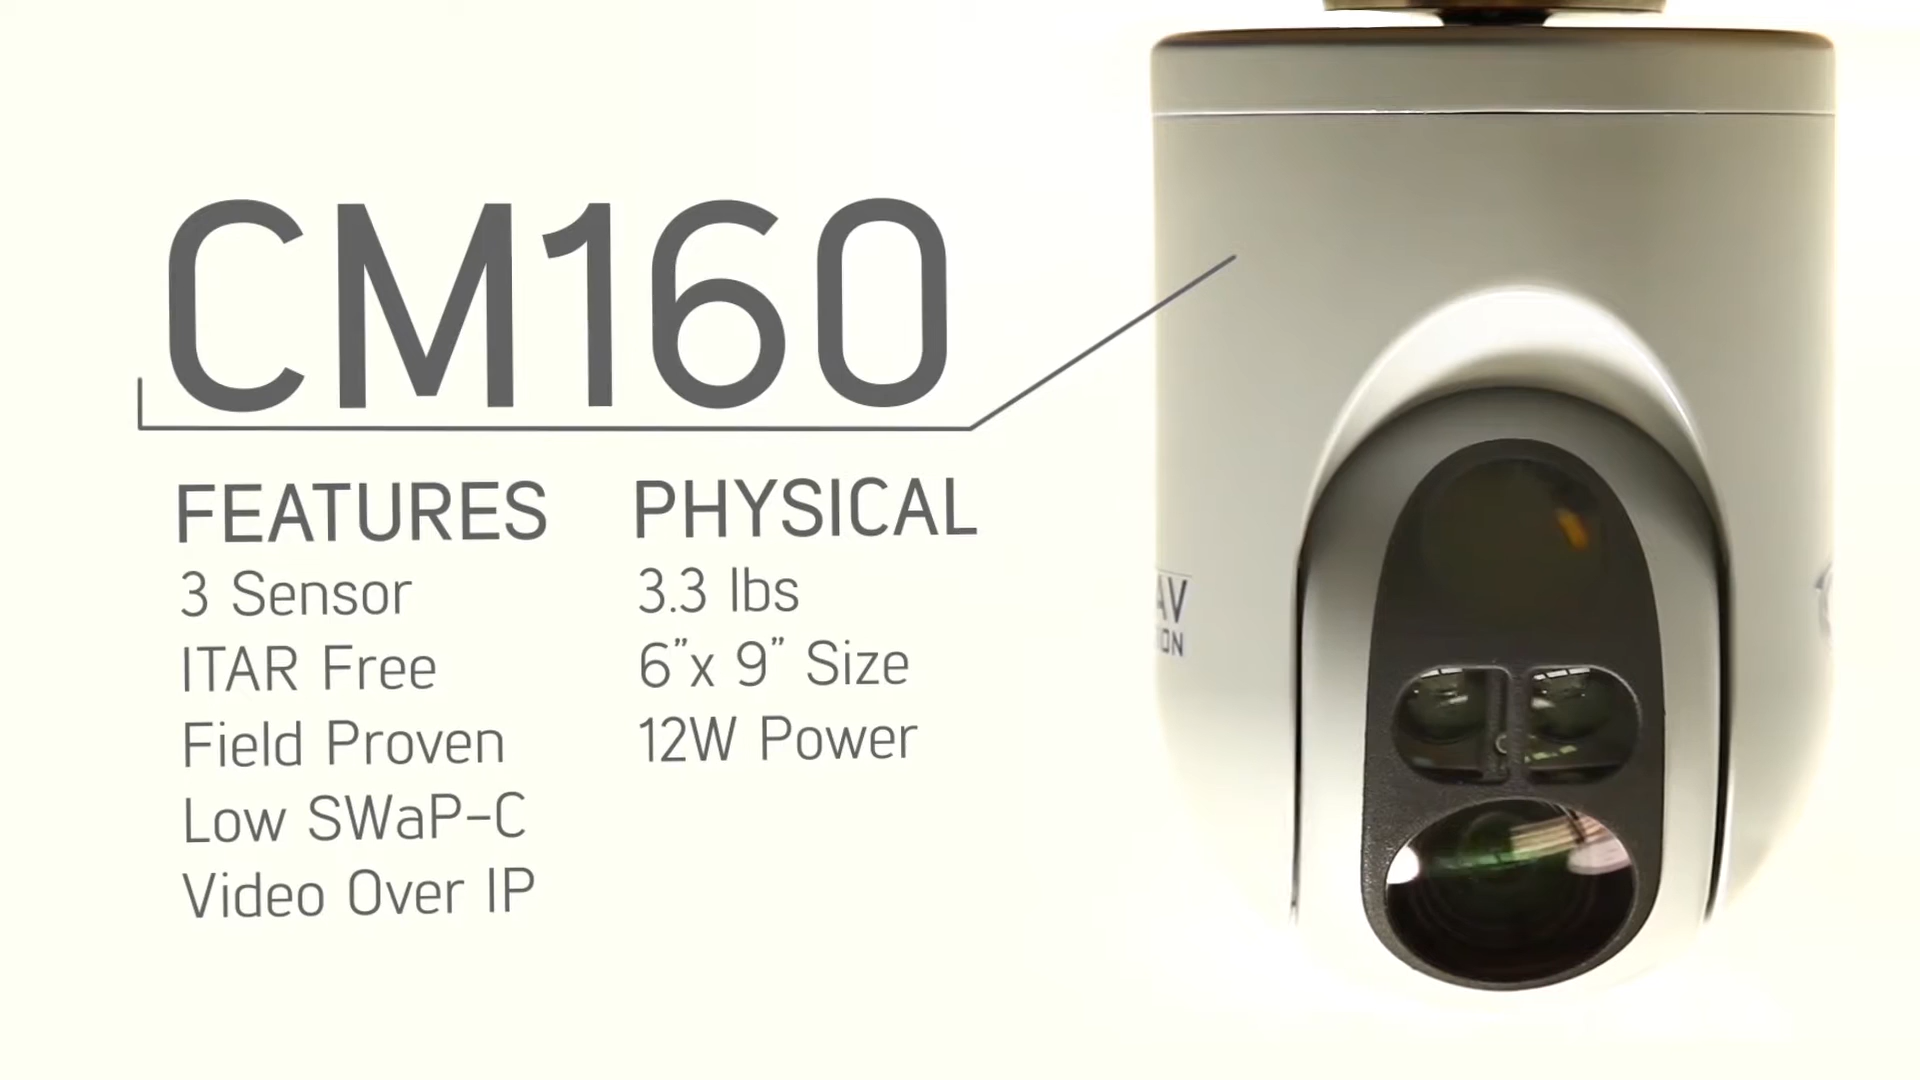 CM160
FEATURES
3 Sensor
ITAR Free
Field Proven
Low SWaP-C
Video Over IP
PHYSICAL
3.3 lbs
6”x 9” Size
12W Power